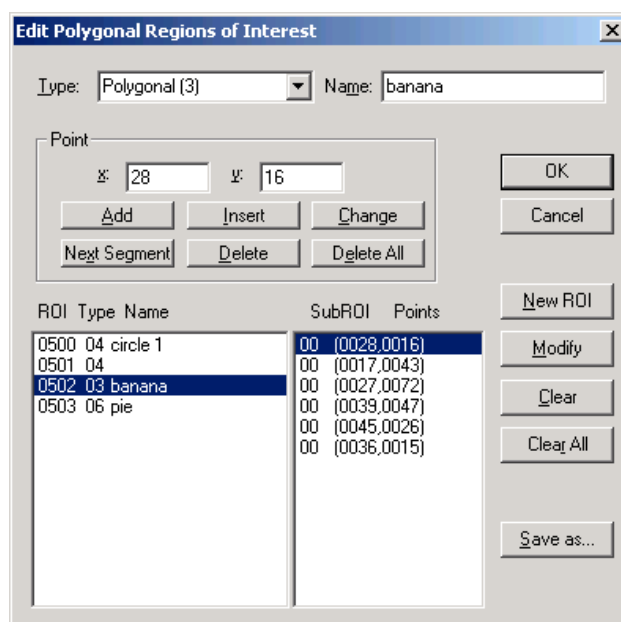 Edit Polygonal Regions of Interest
Type: Polygonal (3) Name: banana
Point
x: 28 y: 16
Add Insert Change
Next Segment Delete Delete All
OK
Cancel
ROI Type Name
0500 04 circle 1
0501 04
0502 03 banana
0503 06 pie
SubROI Points
00 (0028,0016)
00 (0017,0043)
00 (0027,0072)
00 (0039,0047)
00 (0045,0026)
00 (0036,0015)
New ROI
Modify
Clear
Clear All
Save as...